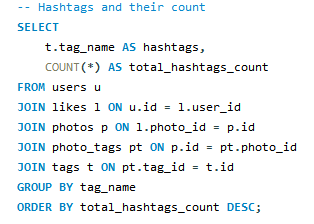 -- Hashtags and their count
SELECT
    t.tag_name AS hashtags,
    COUNT(*) AS total_hashtags_count
FROM users u
JOIN likes l ON u.id = l.user_id
JOIN photos p ON l.photo_id = p.id
JOIN photo_tags pt ON p.id = pt.photo_id
JOIN tags t ON pt.tag_id = t.id
GROUP BY tag_name
ORDER BY total_hashtags_count DESC;